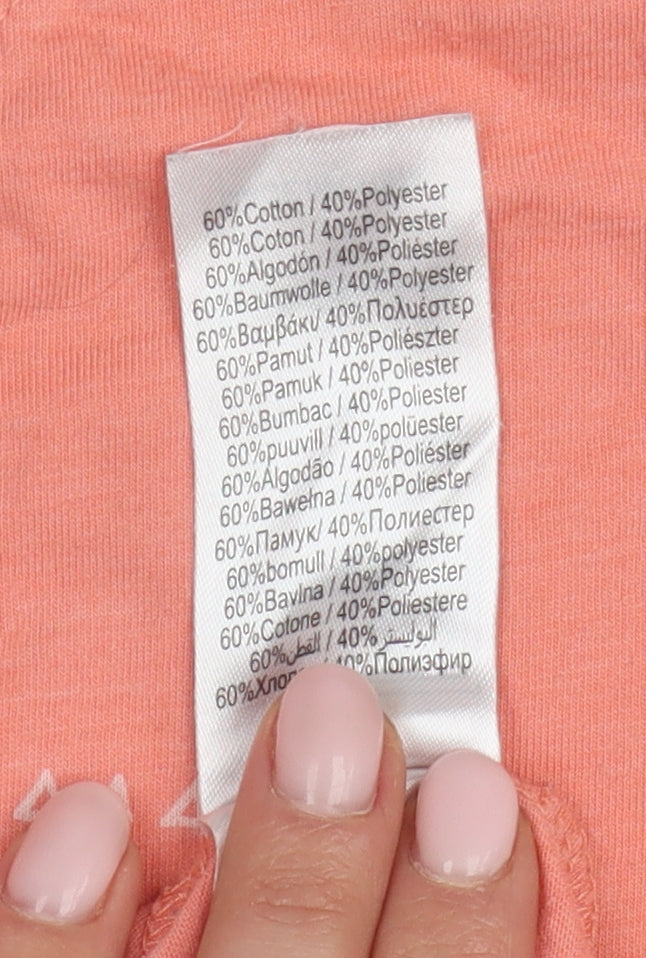 60%Cotton / 40%Polyester
60%Coton / 40%Polyester
60%Algodón / 40%Poliéster
60%Baumwolle / 40%Polyester
60%Βαμβάκι/ 40%Πολυέστερ
60%Pamut / 40%Poliészter
60%Pamuk / 40%Poliester
60%Bumbac / 40%Poliester
60%puuvill / 40%polüester
60%Algodão / 40%Poliéster
60%Bawełna / 40%Poliester
60%Памук/ 40%Полиестер
60%bomull / 40%polyester
60%Bavlna / 40%Polyester
60%Cotone / 40%Poliestere
60%القطن / 40%البوليستر
40%Полиэфир